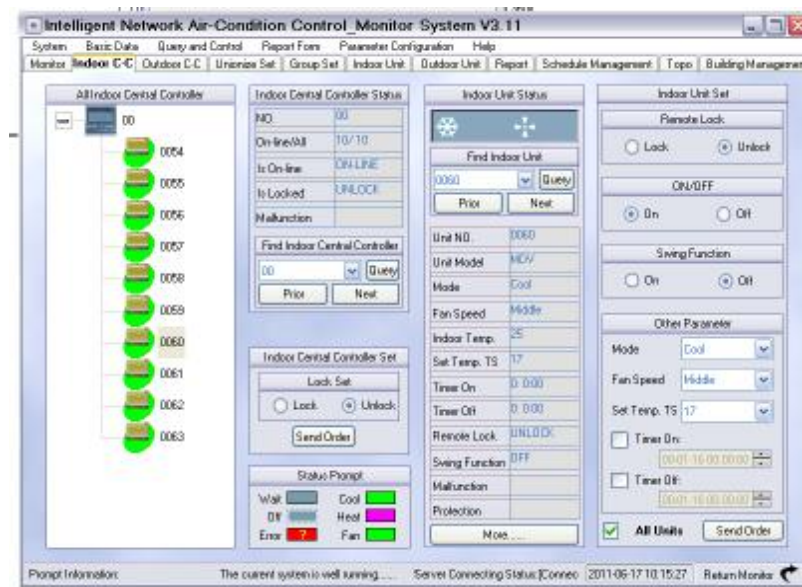 Intelligent Network Air-Condition Control_Monitor System V3.11
System Basic Data Query and Control Report Form Parameter Configuration Help
Monitor Indoor C-C Outdoor C-C Unionize Set Group Set Indoor Unit Outdoor Unit Report Schedule Management Topo Building Managemen
All Indoor Central Controller
00
0054
0055
0056
0057
0058
0059
0060
0061
0062
0063
Indoor Central Controller Status
NO. 00
On-line/All 10/10
Is On-line ON-LINE
Is Locked UNLOCK
Malfunction
Find Indoor Central Controller
00 Query
Prior Next
Indoor Central Controller Set
Lock Set
Lock Unlock
Send Order
Status Prompt
Wait Cool
Off Heat
Error ? Fan
Indoor Unit Status
Find Indoor Unit
0060 Query
Prior Next
Unit NO. 0060
Unit Model MDV
Mode Cool
Fan Speed Middle
Indoor Temp. 25
Set Temp. TS 17
Timer On 0: 0:00
Timer Off 0: 0:00
Remote Lock UNLOCK
Swing Function OFF
Malfunction
Protection
More......
Indoor Unit Set
Remote Lock
Lock Unlock
ON/OFF
On Off
Swing Function
On Off
Other Parameter
Mode Cool
Fan Speed Middle
Set Temp. TS 17
Timer On:
Timer Off:
All Units Send Order
Prompt Information: The current system is well running...... Server Connecting Status:[Connec 2011-06-17 10:15:27 Return Monitor